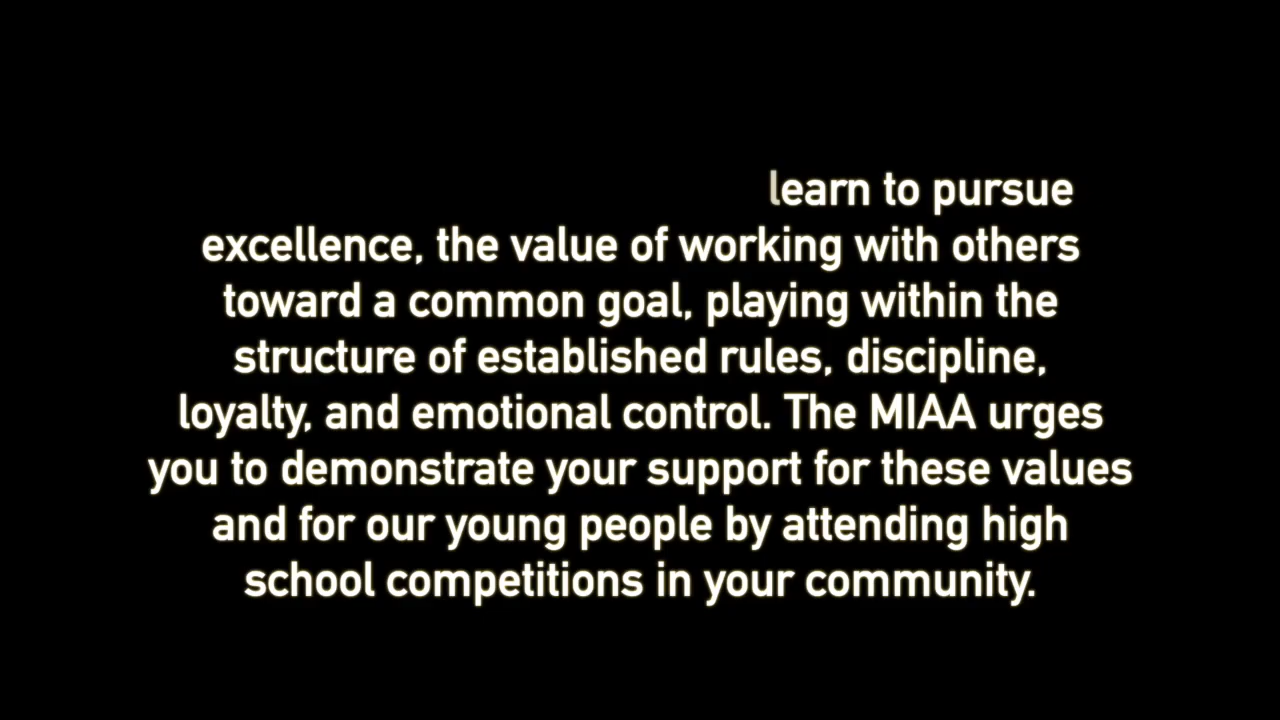 learn to pursue
excellence, the value of working with others
toward a common goal, playing within the
structure of established rules, discipline,
loyalty, and emotional control. The MIAA urges
you to demonstrate your support for these values
and for our young people by attending high
school competitions in your community.